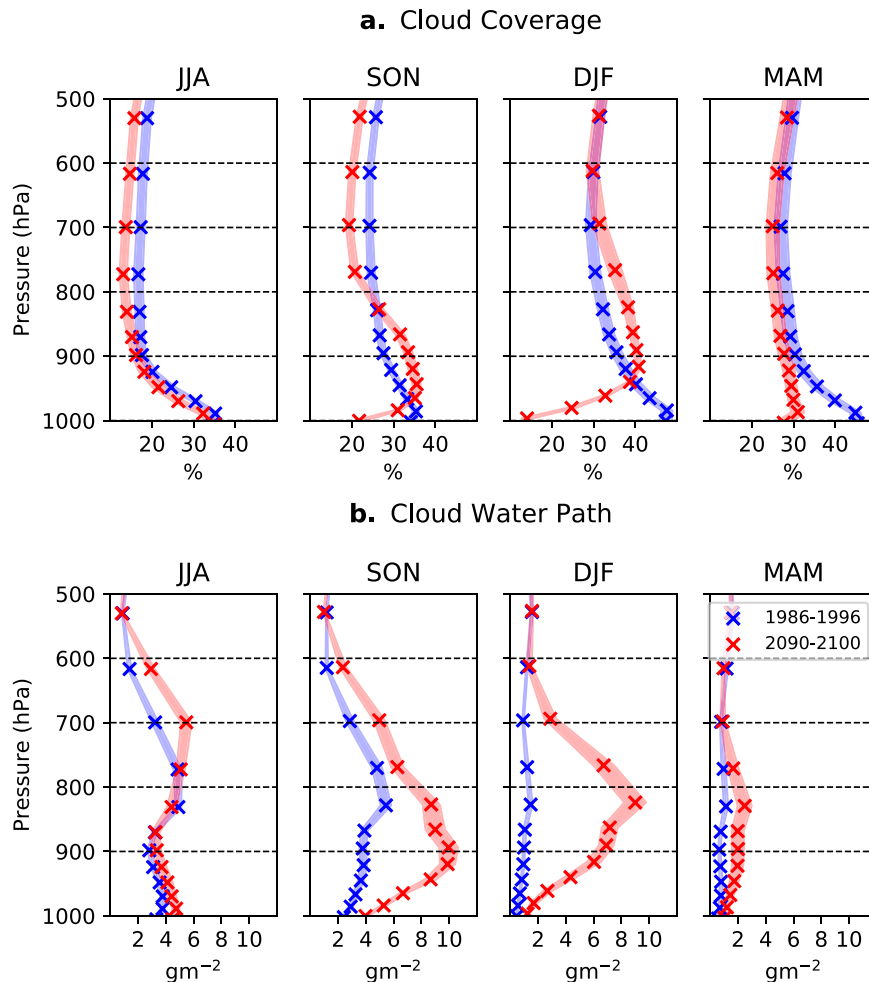 a. Cloud Coverage
JJA SON DJF MAM
500
600
700
800
900
1000
Pressure (hPa)
20 30 40 20 30 40 20 30 40 20 30 40
% % % %
b. Cloud Water Path
JJA SON DJF MAM
500
600
700
800
900
1000
Pressure (hPa)
1986-1996
2090-2100
2 4 6 8 10 2 4 6 8 10 2 4 6 8 10 2 4 6 8 10
gm⁻² gm⁻² gm⁻² gm⁻²